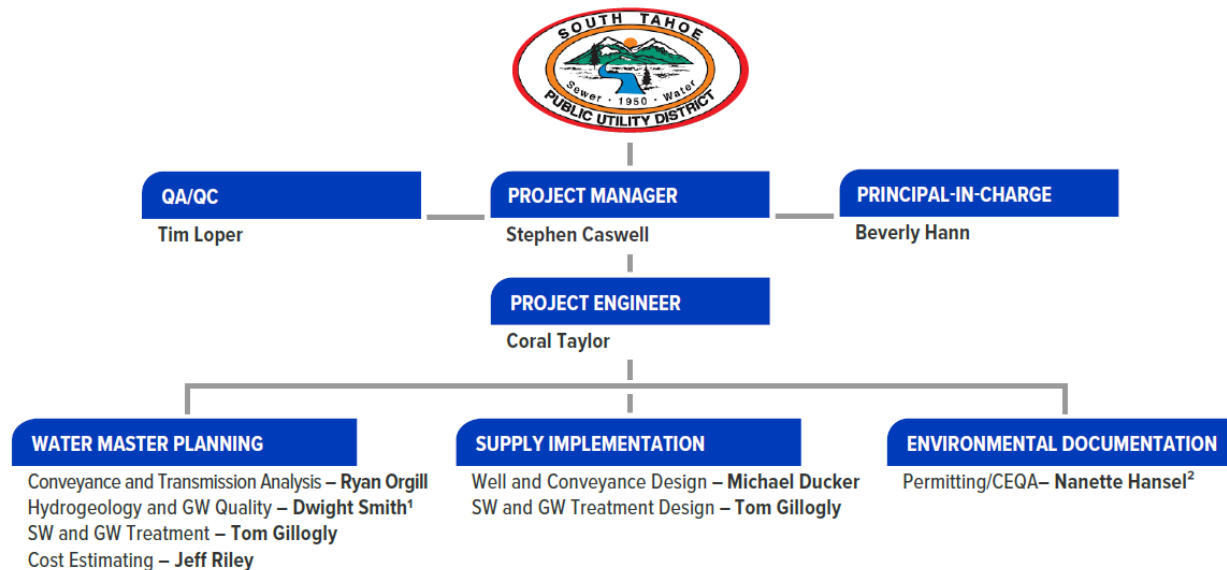 SOUTH TAHOE
Sewer · 1950 · Water
PUBLIC UTILITY DISTRICT
QA/QC
Tim Loper
PROJECT MANAGER
Stephen Caswell
PRINCIPAL-IN-CHARGE
Beverly Hann
PROJECT ENGINEER
Coral Taylor
WATER MASTER PLANNING
Conveyance and Transmission Analysis – Ryan Orgill
Hydrogeology and GW Quality – Dwight Smith¹
SW and GW Treatment – Tom Gillogly
Cost Estimating – Jeff Riley
SUPPLY IMPLEMENTATION
Well and Conveyance Design – Michael Ducker
SW and GW Treatment Design – Tom Gillogly
ENVIRONMENTAL DOCUMENTATION
Permitting/CEQA– Nanette Hansel²